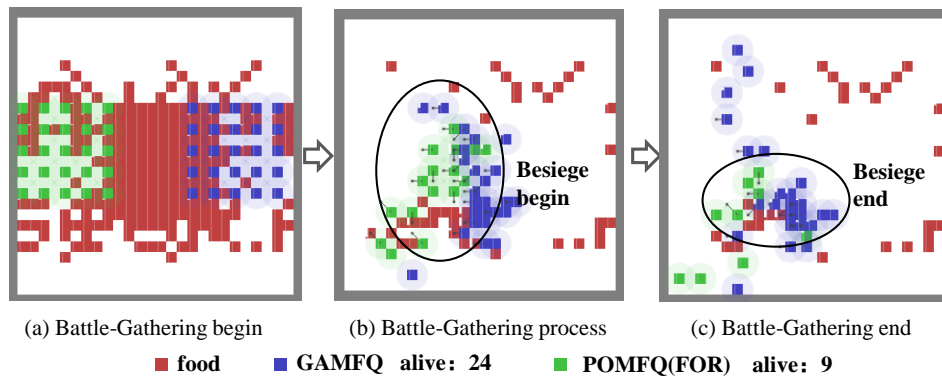 Besiege
begin
Besiege
end
(a) Battle-Gathering begin
(b) Battle-Gathering process
(c) Battle-Gathering end
food
GAMFQ alive：24
POMFQ(FOR) alive：9